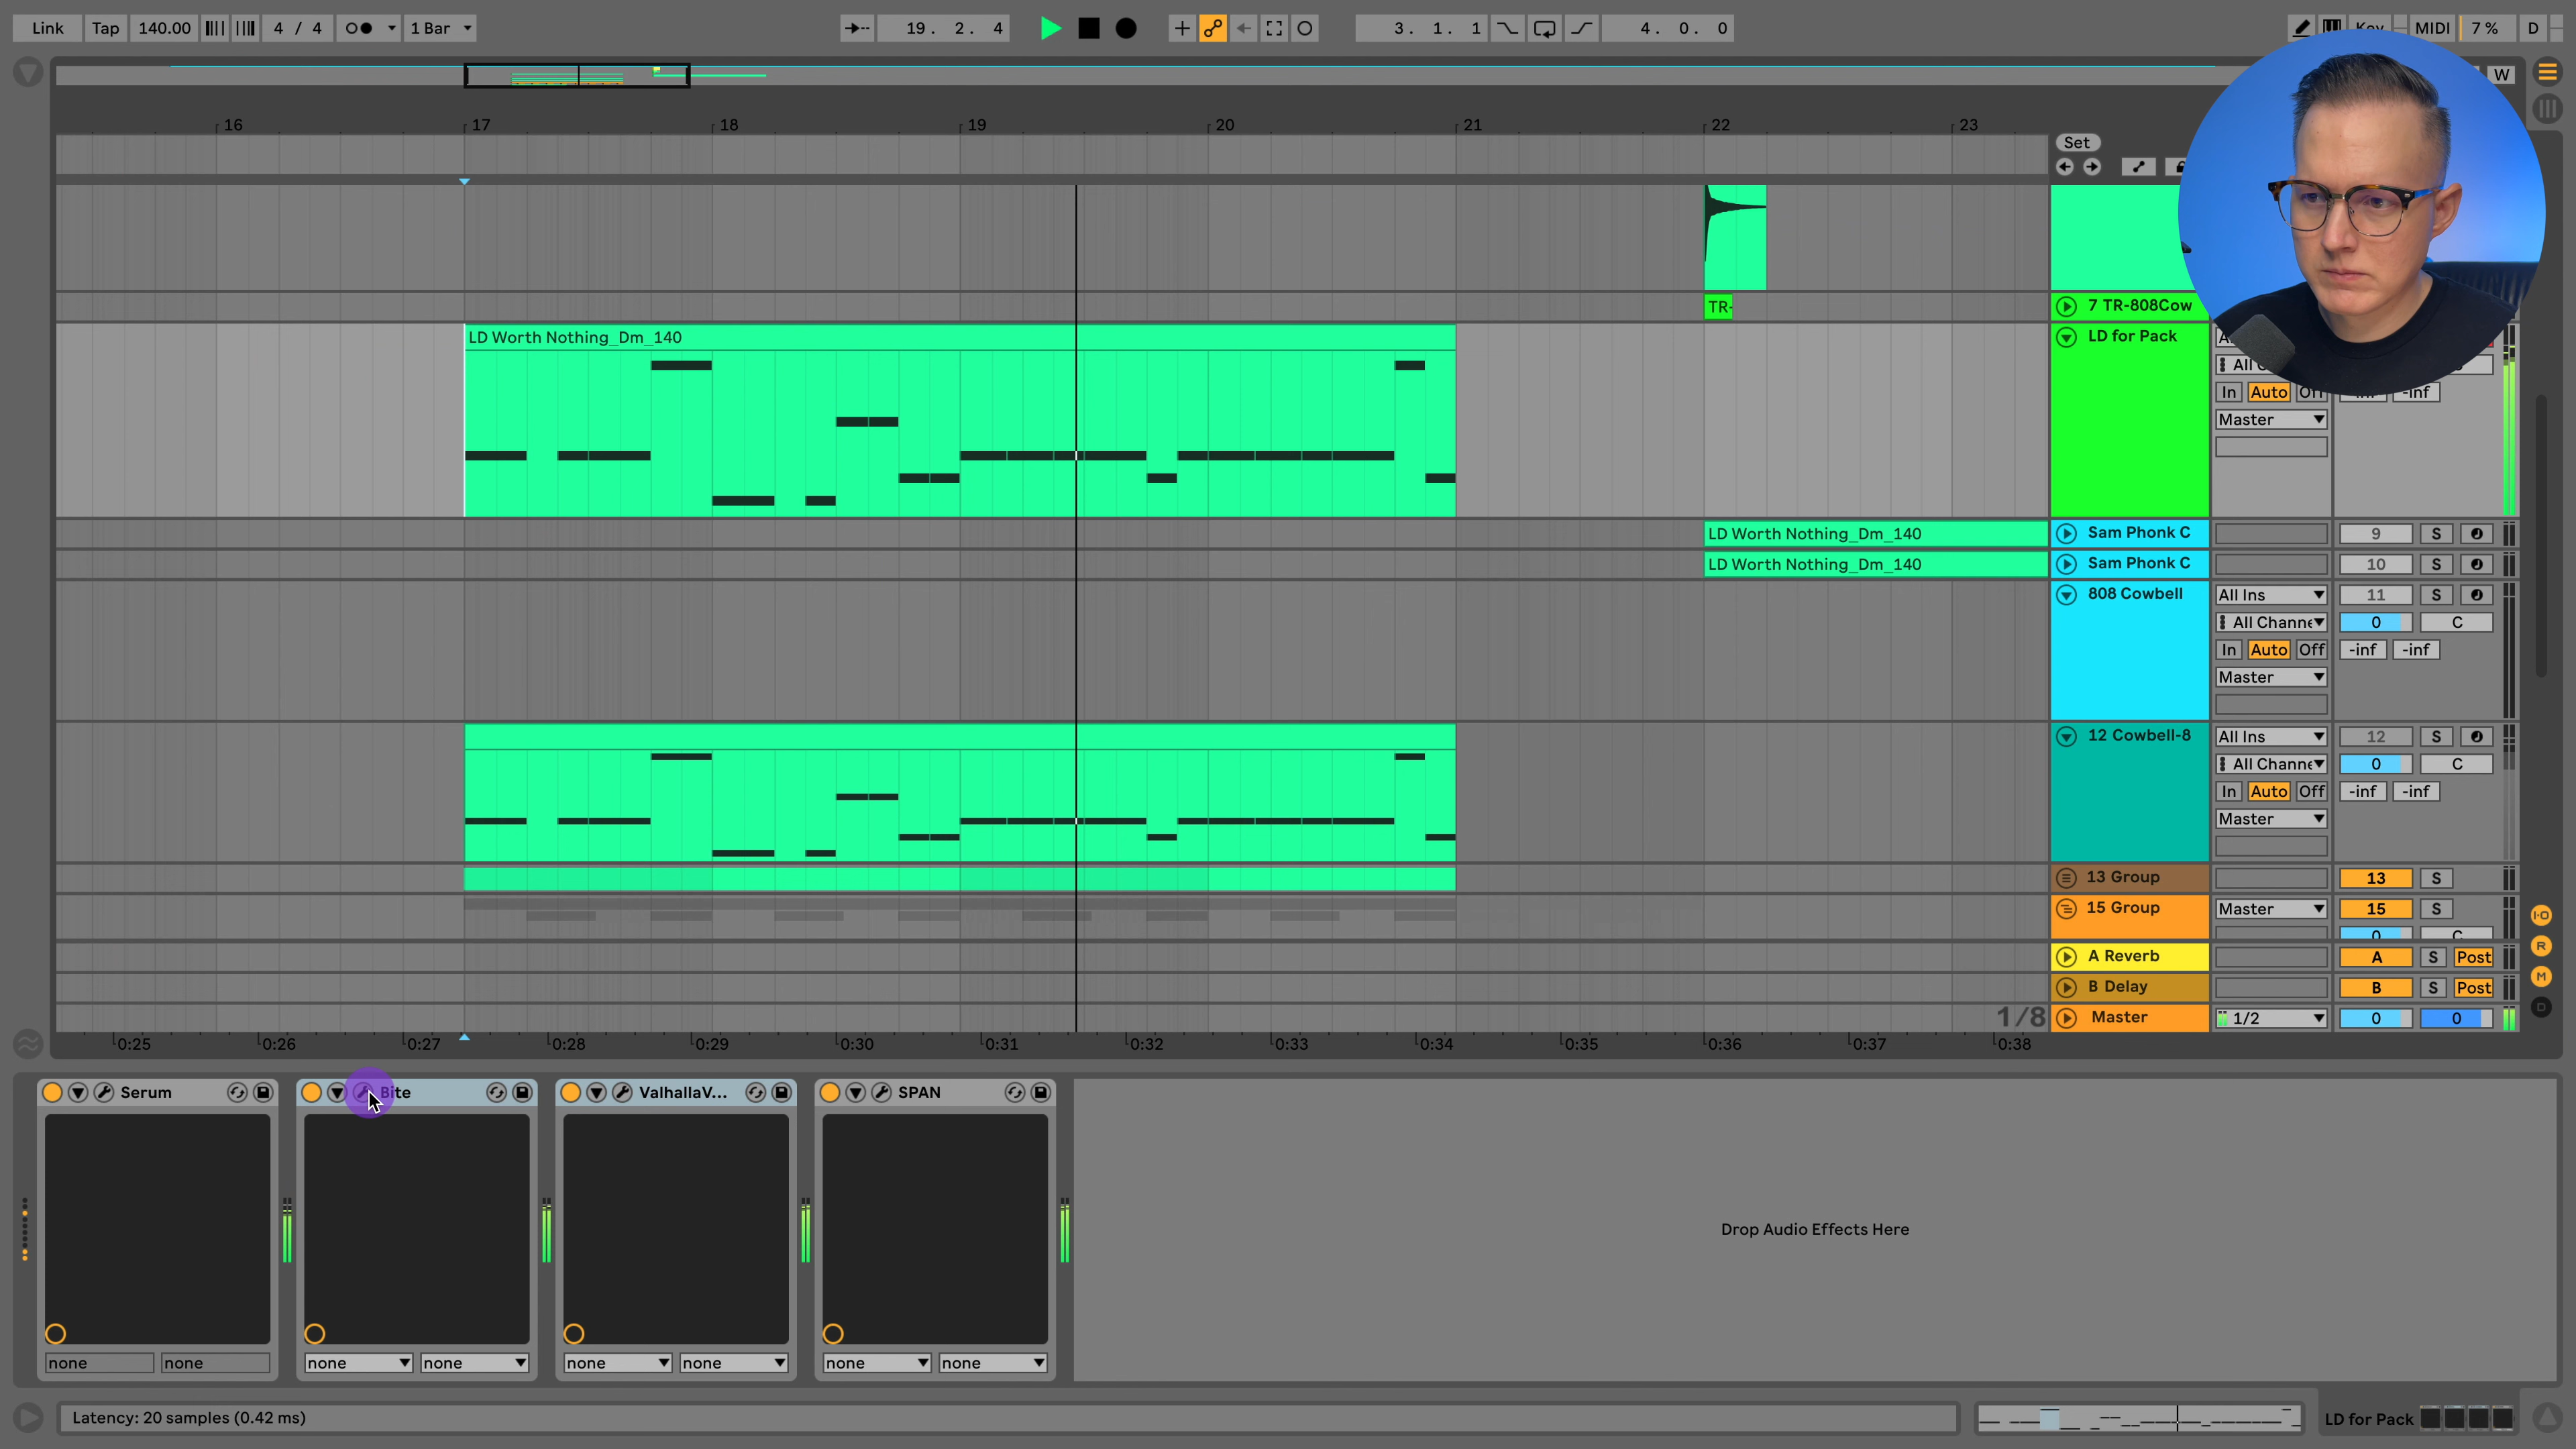 Link Tap 140.00 4 / 4 1 Bar 19. 2. 4 3. 1. 1 4. 0. 0 Key MIDI 7 % D
W
16 17 18 19 20 21 22 23
Set
TR- 7 TR-808Cow
LD Worth Nothing_Dm_140 LD for Pack
In Auto Off -inf -inf
Master
LD Worth Nothing_Dm_140 Sam Phonk C 9 S
LD Worth Nothing_Dm_140 Sam Phonk C 10 S
808 Cowbell All Ins 11 S
All Channe 0 C
In Auto Off -inf -inf
Master
12 Cowbell-8 All Ins 12 S
All Channe 0 C
In Auto Off -inf -inf
Master
13 Group 13 S
15 Group Master 15 S
0 C
A Reverb A S Post
B Delay B S Post
1/8 Master 1/2 0 0
I·O
R
M
D
0:25 0:26 0:27 0:28 0:29 0:30 0:31 0:32 0:33 0:34 0:35 0:36 0:37 0:38
Serum Bite ValhallaV... SPAN
Drop Audio Effects Here
none none none none none none none none
Latency: 20 samples (0.42 ms) LD for Pack